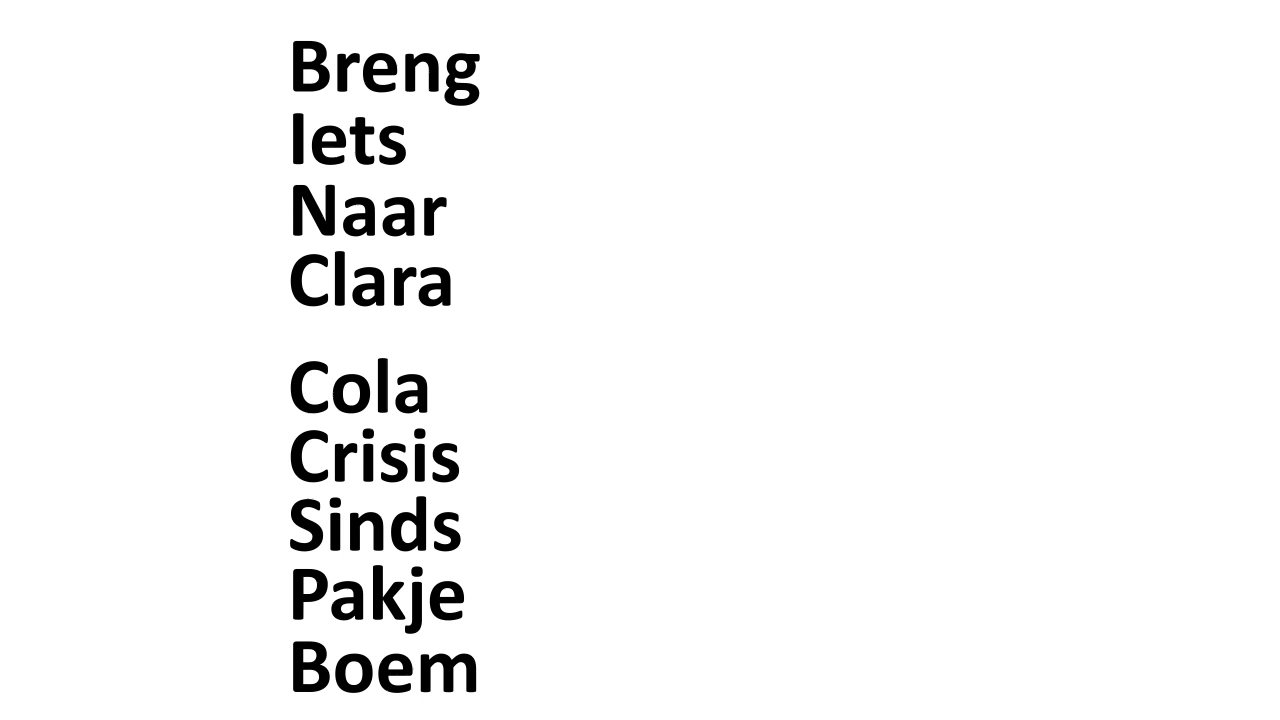 Breng
Iets
Naar
Clara
Cola
Crisis
Sinds
Pakje
Boem